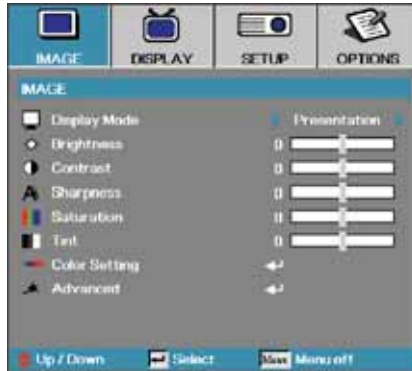 IMAGE DISPLAY SETUP OPTIONS
IMAGE
Display Mode Presentation
Brightness 0
Contrast 0
Sharpness 0
Saturation 0
Tint 0
Color Setting
Advanced
Up / Down Select Menu Menu off